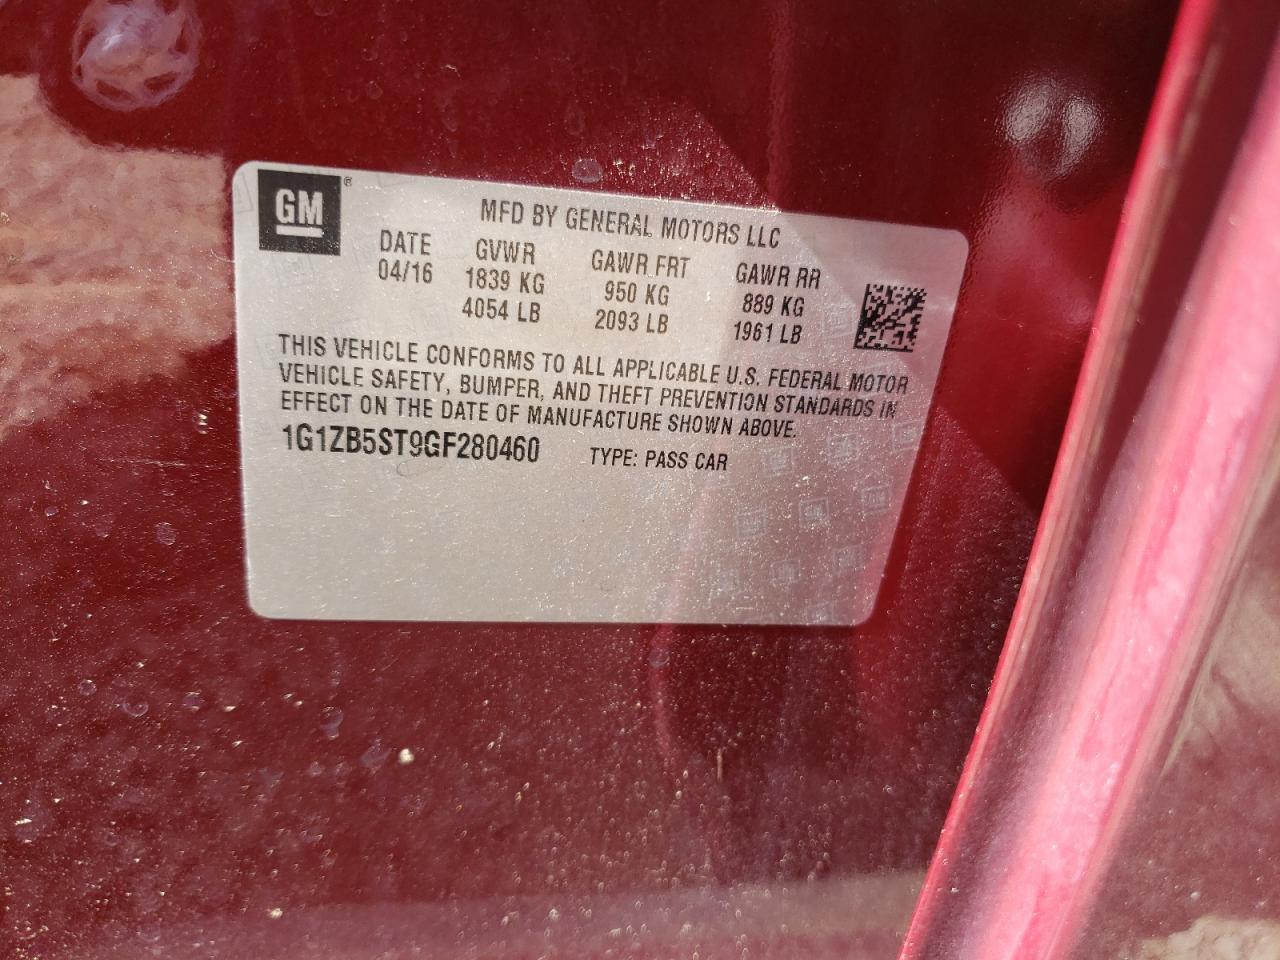 GM®
MFD BY GENERAL MOTORS LLC
DATE GVWR GAWR FRT GAWR RR
04/16 1839 KG 950 KG 889 KG
4054 LB 2093 LB 1961 LB
THIS VEHICLE CONFORMS TO ALL APPLICABLE U.S. FEDERAL MOTOR
VEHICLE SAFETY, BUMPER, AND THEFT PREVENTION STANDARDS IN
EFFECT ON THE DATE OF MANUFACTURE SHOWN ABOVE.
1G1ZB5ST9GF280460 TYPE: PASS CAR